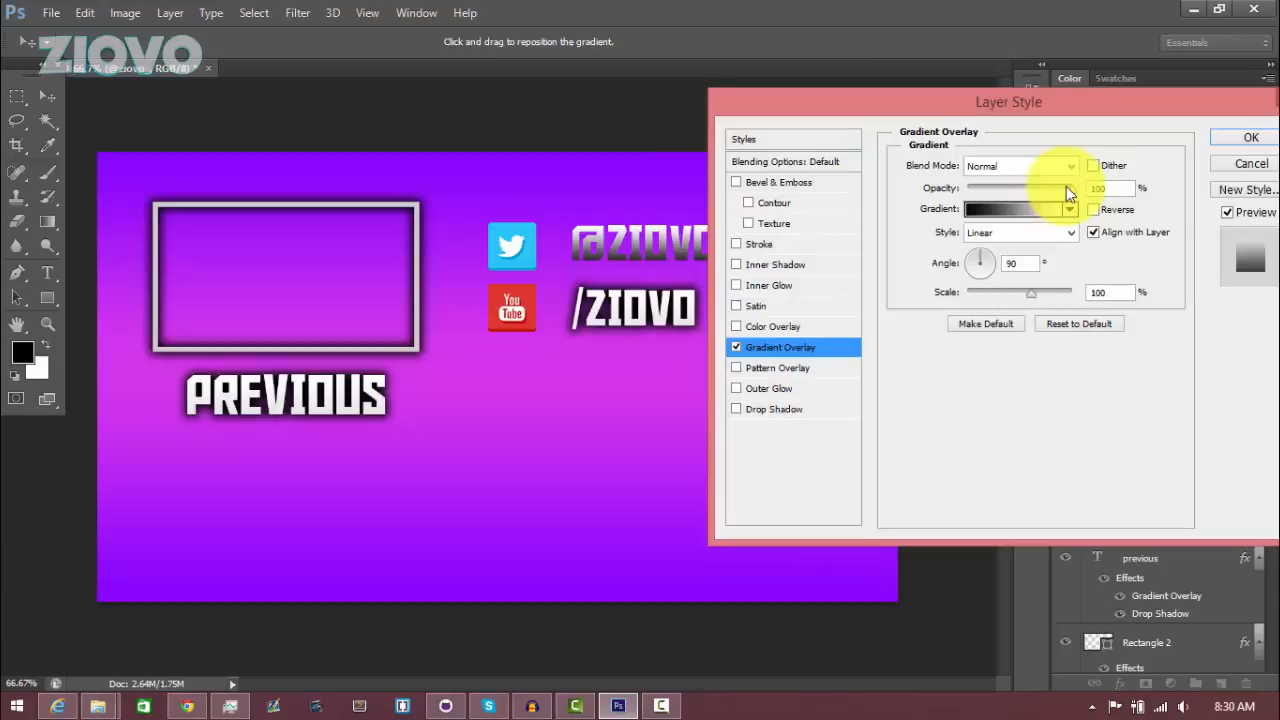 Ps File Edit Image Layer Type Select Filter 3D View Window Help
Click and drag to reposition the gradient.
Essentials
ZIOVO
66.7% (@ziovo_, RGB/8) *
Color Swatches
Layer Style
Styles
Blending Options: Default
Bevel & Emboss
Contour
Texture
Stroke
Inner Shadow
Inner Glow
Satin
Color Overlay
Gradient Overlay
Pattern Overlay
Outer Glow
Drop Shadow
Gradient Overlay
Gradient
Blend Mode: Normal Dither
Opacity: 100 %
Gradient: Reverse
Style: Linear Align with Layer
Angle: 90 °
Scale: 100 %
Make Default Reset to Default
OK
Cancel
New Style...
Preview
@ZIOVO
You
Tube
/ZIOVO
PREVIOUS
T previous fx
Effects
Gradient Overlay
Drop Shadow
Rectangle 2 fx
Effects
66.67% Doc: 2.64M/1.75M
8:30 AM